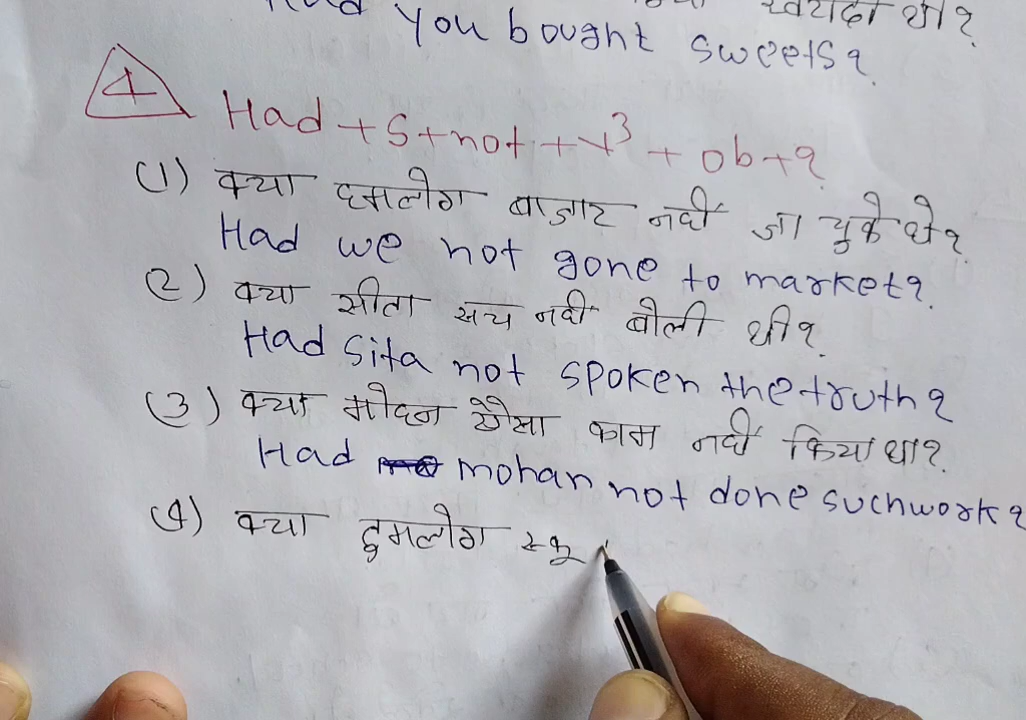 खरीदा था?
Had you bought sweets?
4 Had + S + not + v3 + ob + ?
(1) क्या हमलोग बाजार नहीं जा चुके थे?
Had we not gone to market?
(2) क्या सीता सच नहीं बोली थी?
Had Sita not spoken the truth?
(3) क्या मोहन ऐसा काम नहीं किया था?
Had mohan not done such work?
(4) क्या तुमलोग स्कू